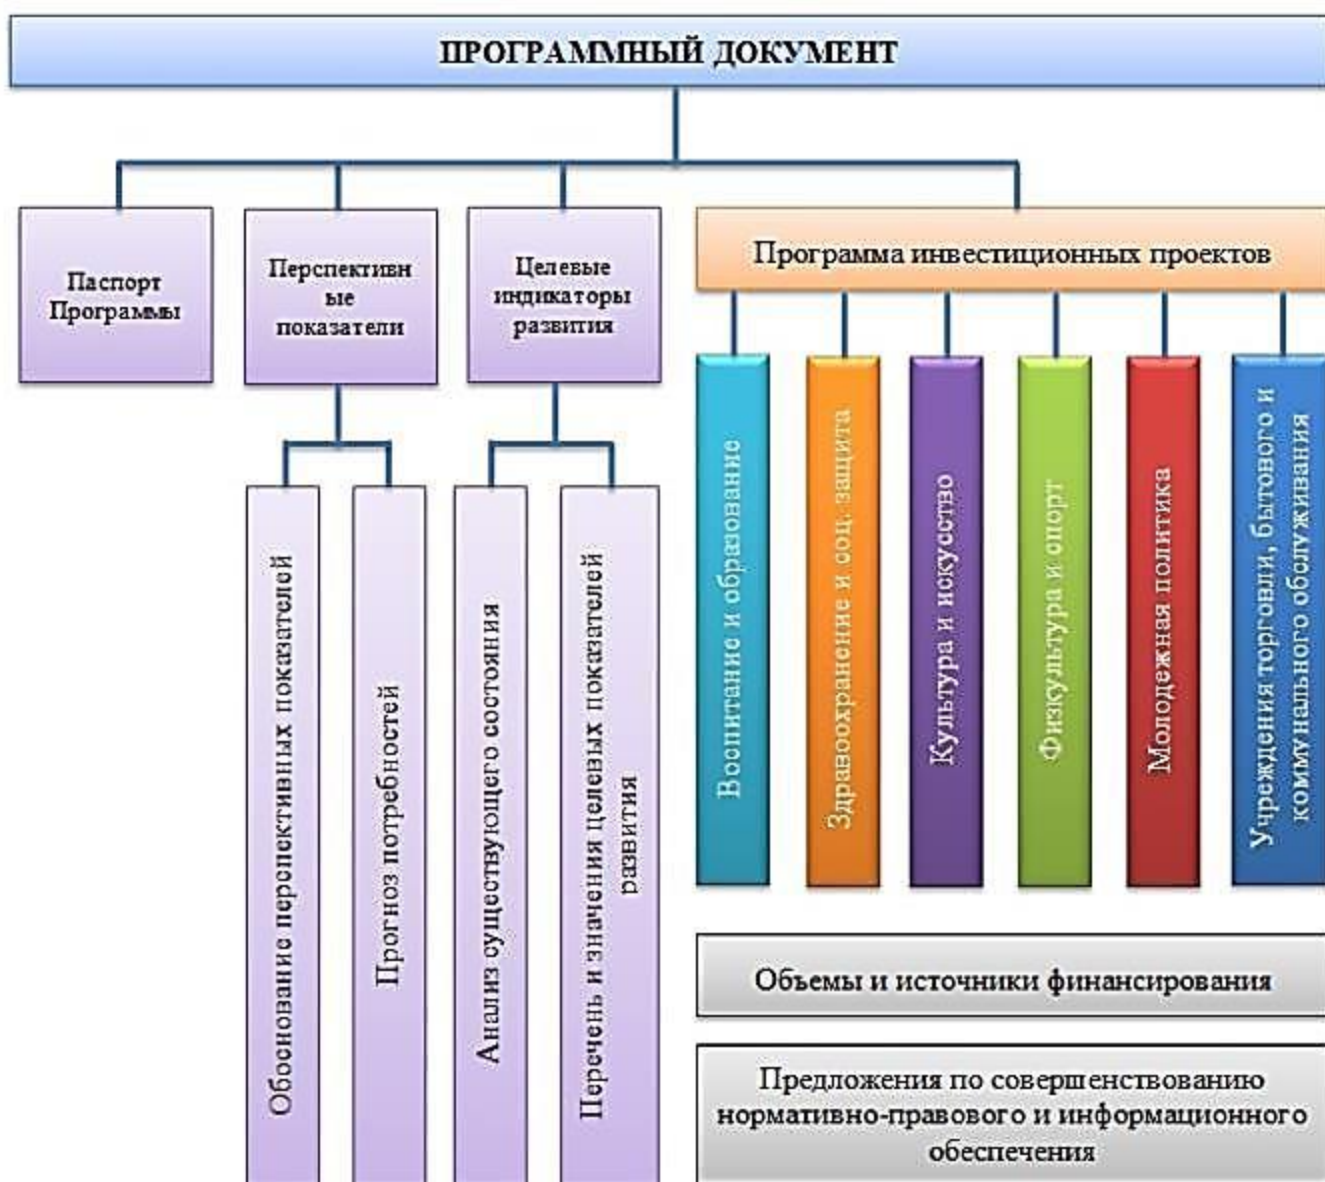 ПРОГРАММНЫЙ ДОКУМЕНТ
Паспорт
Программы
Перспективн
ые
показатели
Целевые
индикаторы
развития
Программа инвестиционных проектов
Обоснование перспективных показателей
Прогноз потребностей
Анализ существующего состояния
Перечень и значения целевых показателей
развития
Воспитание и образование
Здравоохранение и соц. защита
Культура и искусство
Физкультура и спорт
Молодежная политика
Учреждения торговли, бытового и
коммунального обслуживания
Объемы и источники финансирования
Предложения по совершенствованию
нормативно-правового и информационного
обеспечения